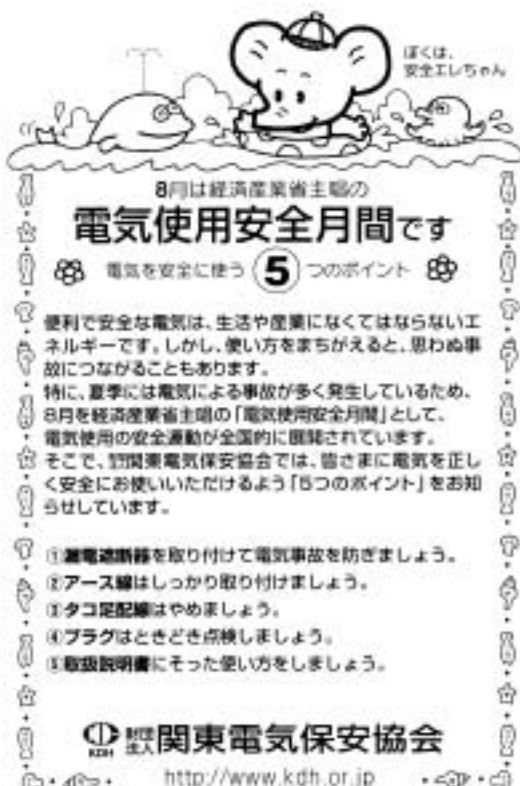 ぼくは、
安全エレちゃん
8月は経済産業省主唱の
電気使用安全月間です
電気を安全に使う 5 つのポイント
便利で安全な電気は、生活や産業になくてはならないエ
ネルギーです。しかし、使い方をまちがえると、思わぬ事
故につながることもあります。
特に、夏季には電気による事故が多く発生しているため、
8月を経済産業省主唱の「電気使用安全月間」として、
電気使用の安全運動が全国的に展開されています。
そこで、㈶関東電気保安協会では、皆さまに電気を正し
く安全にお使いいただけるよう「5つのポイント」をお知
らせしています。
①漏電遮断器を取り付けて電気事故を防ぎましょう。
②アース線はしっかり取り付けましょう。
③タコ足配線はやめましょう。
④プラグはときどき点検しましょう。
⑤取扱説明書にそった使い方をしましょう。
KDH 財団法人 関東電気保安協会
http://www.kdh.or.jp